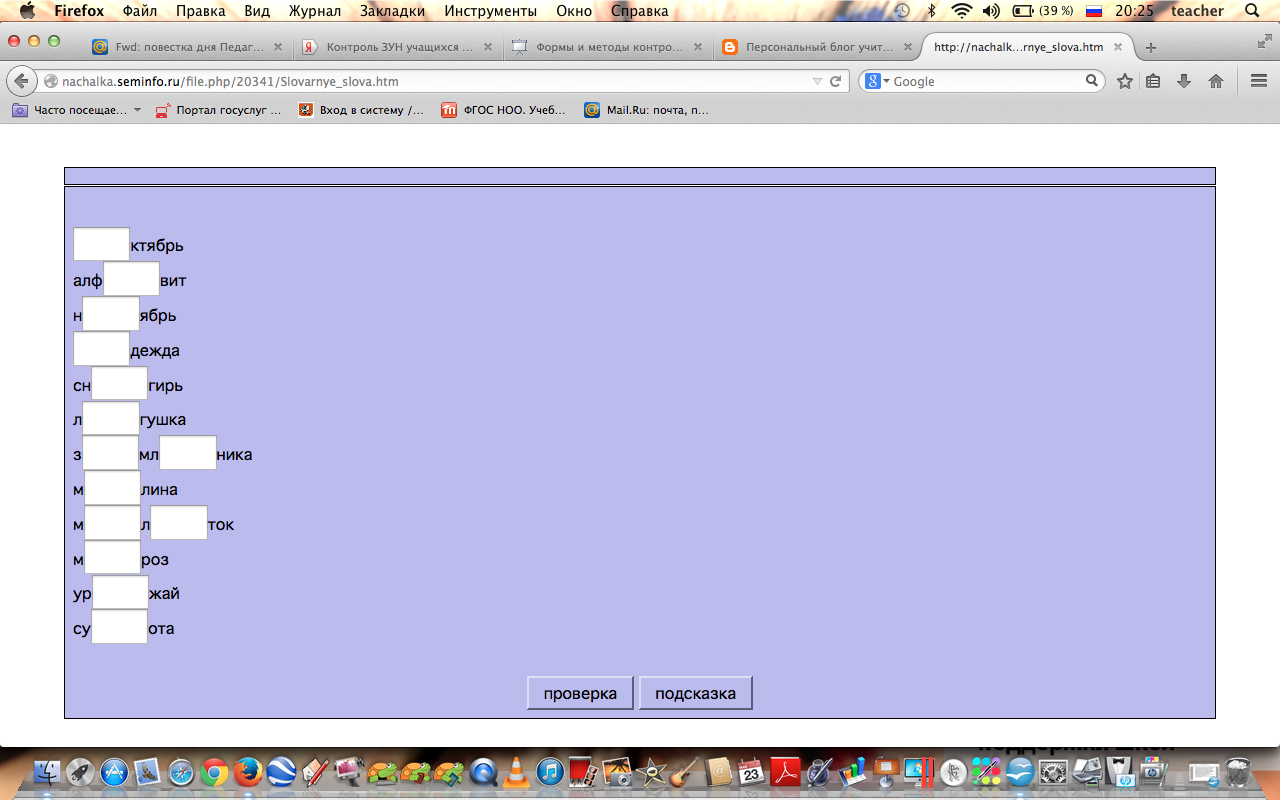 Firefox Файл Правка Вид Журнал Закладки Инструменты Окно Справка (39 %) 20:25 teacher
Fwd: повестка дня Педаг... Контроль ЗУН учащихся ... Формы и методы контро... Персональный блог учит... http://nachalk...rnye_slova.htm
nachalka.seminfo.ru/file.php/20341/Slovarnye_slova.htm Google
Часто посещае... Портал госуслуг ... Вход в систему /... ФГОС НОО. Учеб... Mail.Ru: почта, п...
ктябрь
алф вит
н ябрь
дежда
сн гирь
л гушка
з мл ника
м лина
м л ток
м роз
ур жай
су ота
проверка подсказка